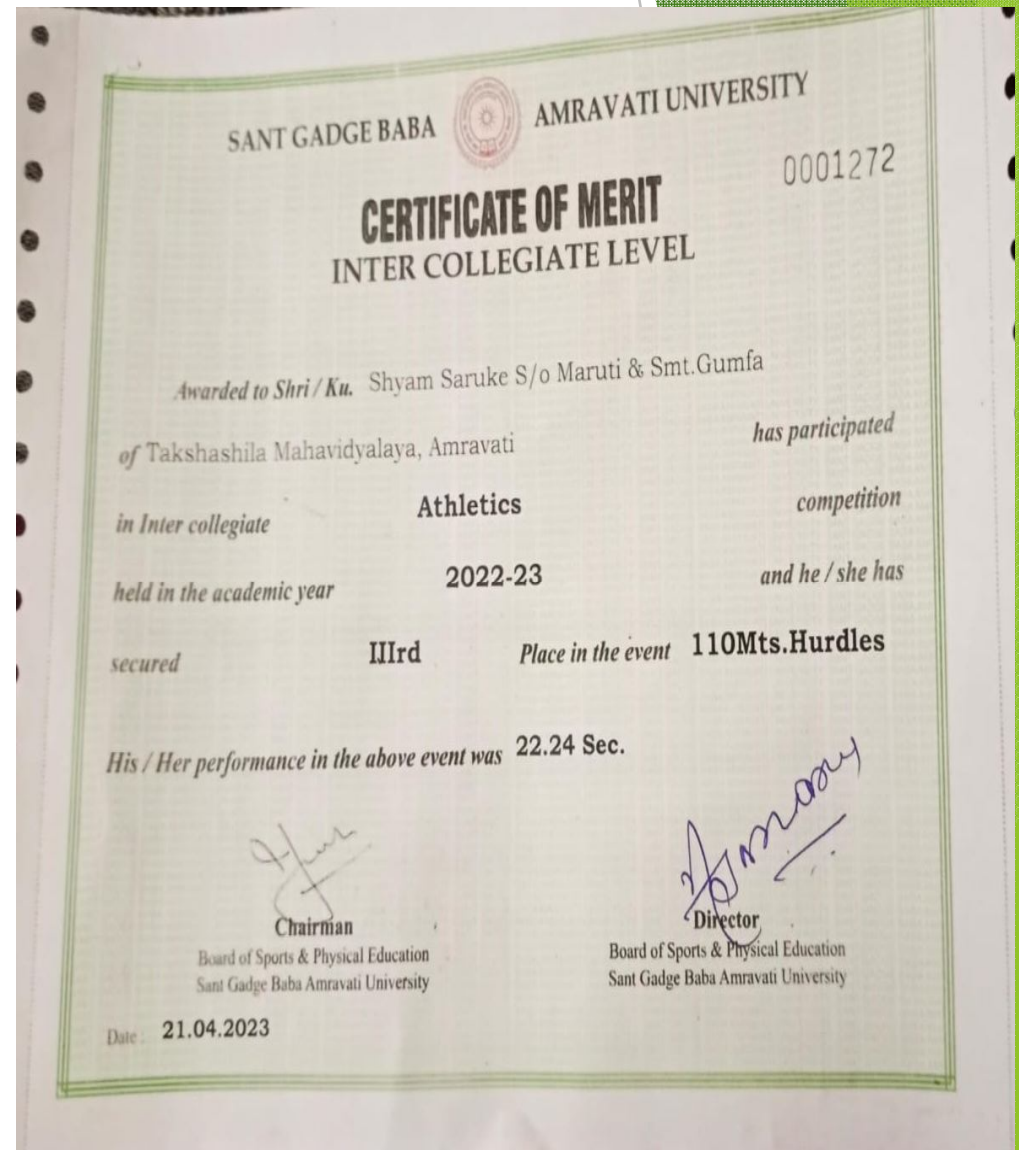 SANT GADGE BABA AMRAVATI UNIVERSITY
0001272
CERTIFICATE OF MERIT
INTER COLLEGIATE LEVEL
Awarded to Shri / Ku. Shyam Saruke S/o Maruti & Smt.Gumfa
of Takshashila Mahavidyalaya, Amravati has participated
in Inter collegiate Athletics competition
held in the academic year 2022-23 and he / she has
secured IIIrd Place in the event 110Mts.Hurdles
His / Her performance in the above event was 22.24 Sec.
Chairman
Board of Sports & Physical Education
Sant Gadge Baba Amravati University
Director
Board of Sports & Physical Education
Sant Gadge Baba Amravati University
Date : 21.04.2023